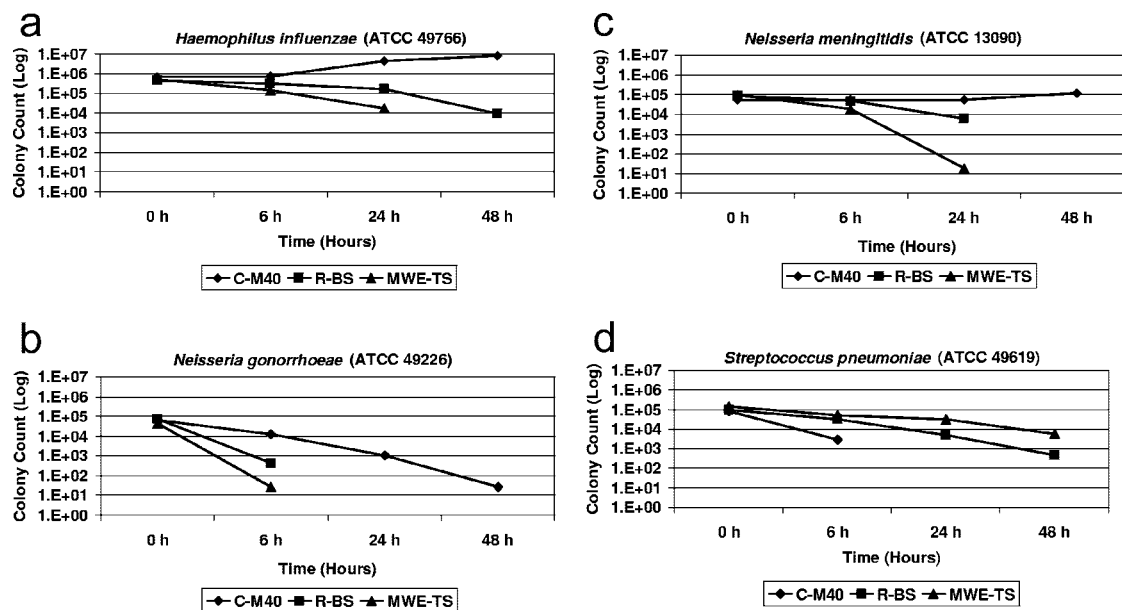 a
Haemophilus influenzae (ATCC 49766)
Colony Count (Log)
1.E+07
1.E+06
1.E+05
1.E+04
1.E+03
1.E+02
1.E+01
1.E+00
0 h 6 h 24 h 48 h
Time (Hours)
C-M40 R-BS MWE-TS
b
Neisseria gonorrhoeae (ATCC 49226)
Colony Count (Log)
1.E+07
1.E+06
1.E+05
1.E+04
1.E+03
1.E+02
1.E+01
1.E+00
0 h 6 h 24 h 48 h
Time (Hours)
C-M40 R-BS MWE-TS
c
Neisseria meningitidis (ATCC 13090)
Colony Count (Log)
1.E+07
1.E+06
1.E+05
1.E+04
1.E+03
1.E+02
1.E+01
1.E+00
0 h 6 h 24 h 48 h
Time (Hours)
C-M40 R-BS MWE-TS
d
Streptococcus pneumoniae (ATCC 49619)
Colony Count (Log)
1.E+07
1.E+06
1.E+05
1.E+04
1.E+03
1.E+02
1.E+01
1.E+00
0 h 6 h 24 h 48 h
Time (Hours)
C-M40 R-BS MWE-TS